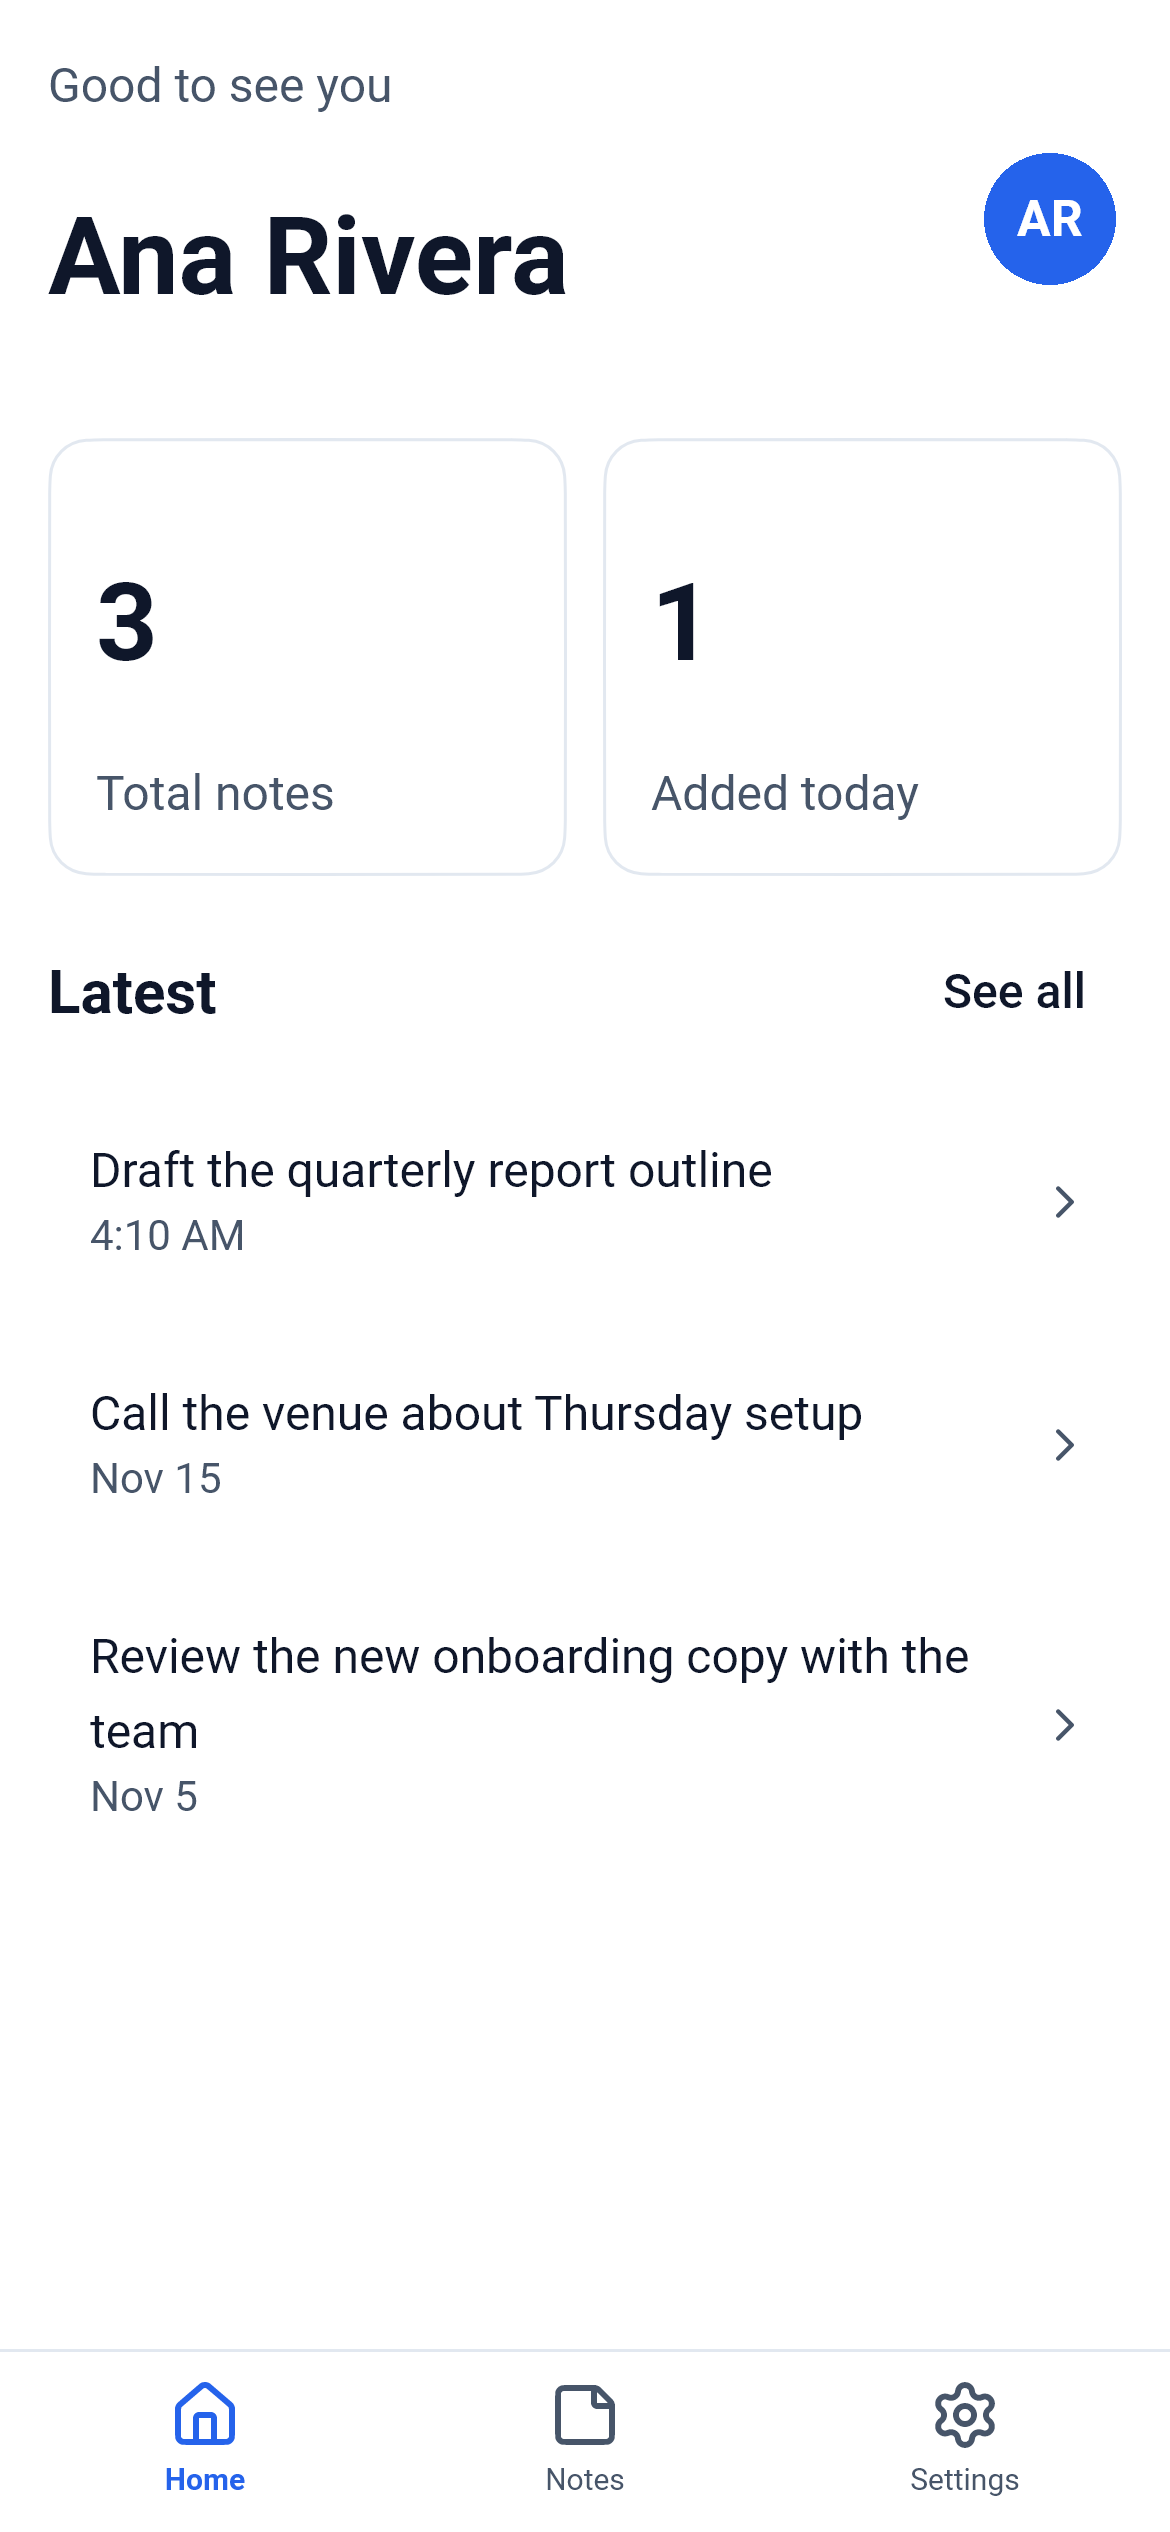 Good to see you
Ana Rivera
AR
3
Total notes
1
Added today
Latest
See all
Draft the quarterly report outline
4:10 AM
Call the venue about Thursday setup
Nov 15
Review the new onboarding copy with the
team
Nov 5
Home
Notes
Settings